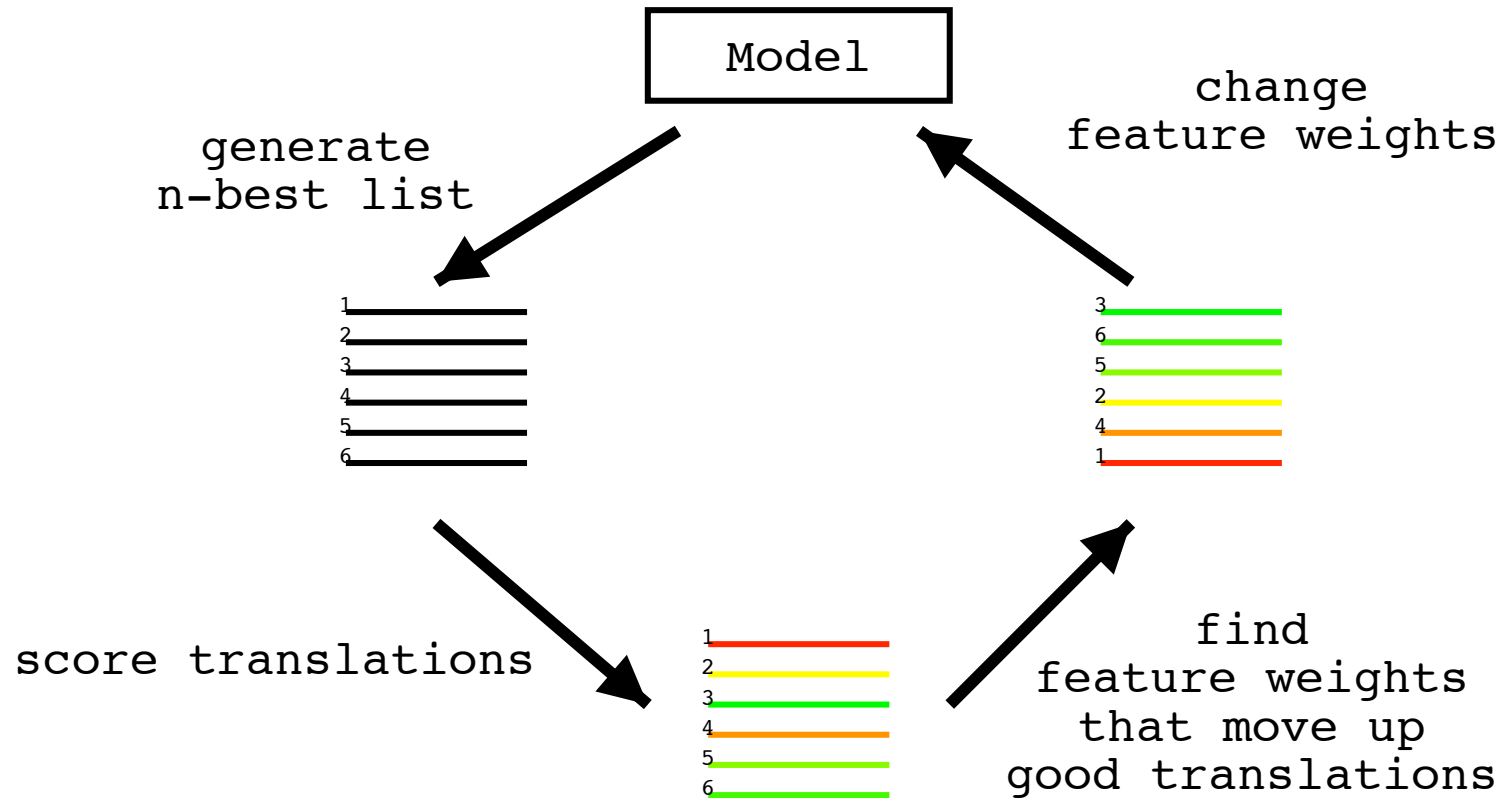 Model
change
feature weights
generate
n-best list
1
2
3
4
5
6
3
6
5
2
4
1
score translations
1
2
3
4
5
6
find
feature weights
that move up
good translations